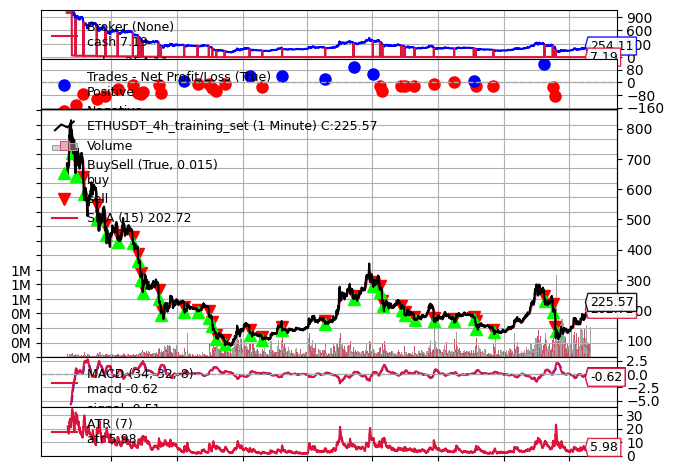 Broker (None)
cash 7.19
900
600
254.11
7.19
0
Trades - Net Profit/Loss (True)
Positive
80
0
−80
−160
ETHUSDT_4h_training_set (1 Minute) C:225.57
Volume
BuySell (True, 0.015)
buy
sell
SMA (15) 202.72
800
700
600
500
400
300
225.57
100
1M
1M
1M
0M
0M
0M
0M
MACD (34, 32, 8)
macd -0.62
2.5
0.0
-0.62
−2.5
−5.0
ATR (7)
atr 5.98
30
20
10
5.98
0